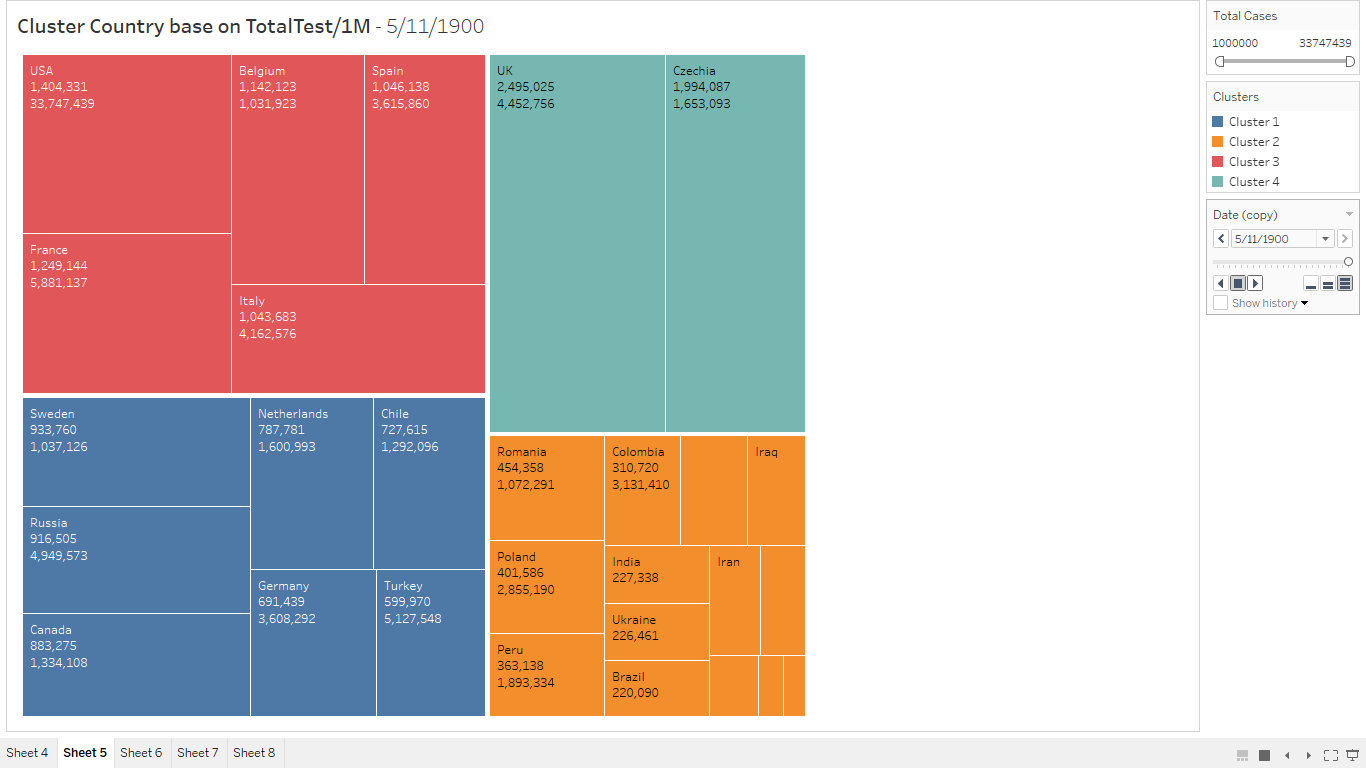 Cluster Country base on TotalTest/1M - 5/11/1900
USA
1,404,331
33,747,439
Belgium
1,142,123
1,031,923
Spain
1,046,138
3,615,860
France
1,249,144
5,881,137
Italy
1,043,683
4,162,576
UK
2,495,025
4,452,756
Czechia
1,994,087
1,653,093
Sweden
933,760
1,037,126
Netherlands
787,781
1,600,993
Chile
727,615
1,292,096
Russia
916,505
4,949,573
Germany
691,439
3,608,292
Turkey
599,970
5,127,548
Canada
883,275
1,334,108
Romania
454,358
1,072,291
Colombia
310,720
3,131,410
Iraq
Poland
401,586
2,855,190
India
227,338
Iran
Ukraine
226,461
Peru
363,138
1,893,334
Brazil
220,090
Total Cases
1000000 33747439
Clusters
Cluster 1
Cluster 2
Cluster 3
Cluster 4
Date (copy)
5/11/1900
Show history
Sheet 4 Sheet 5 Sheet 6 Sheet 7 Sheet 8